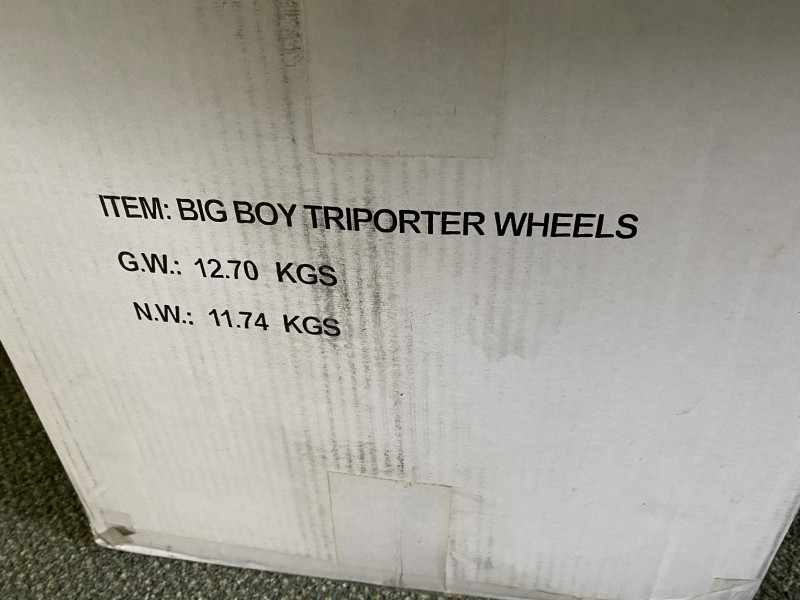 ITEM: BIG BOY TRIPORTER WHEELS
G.W.: 12.70 KGS
N.W.: 11.74 KGS